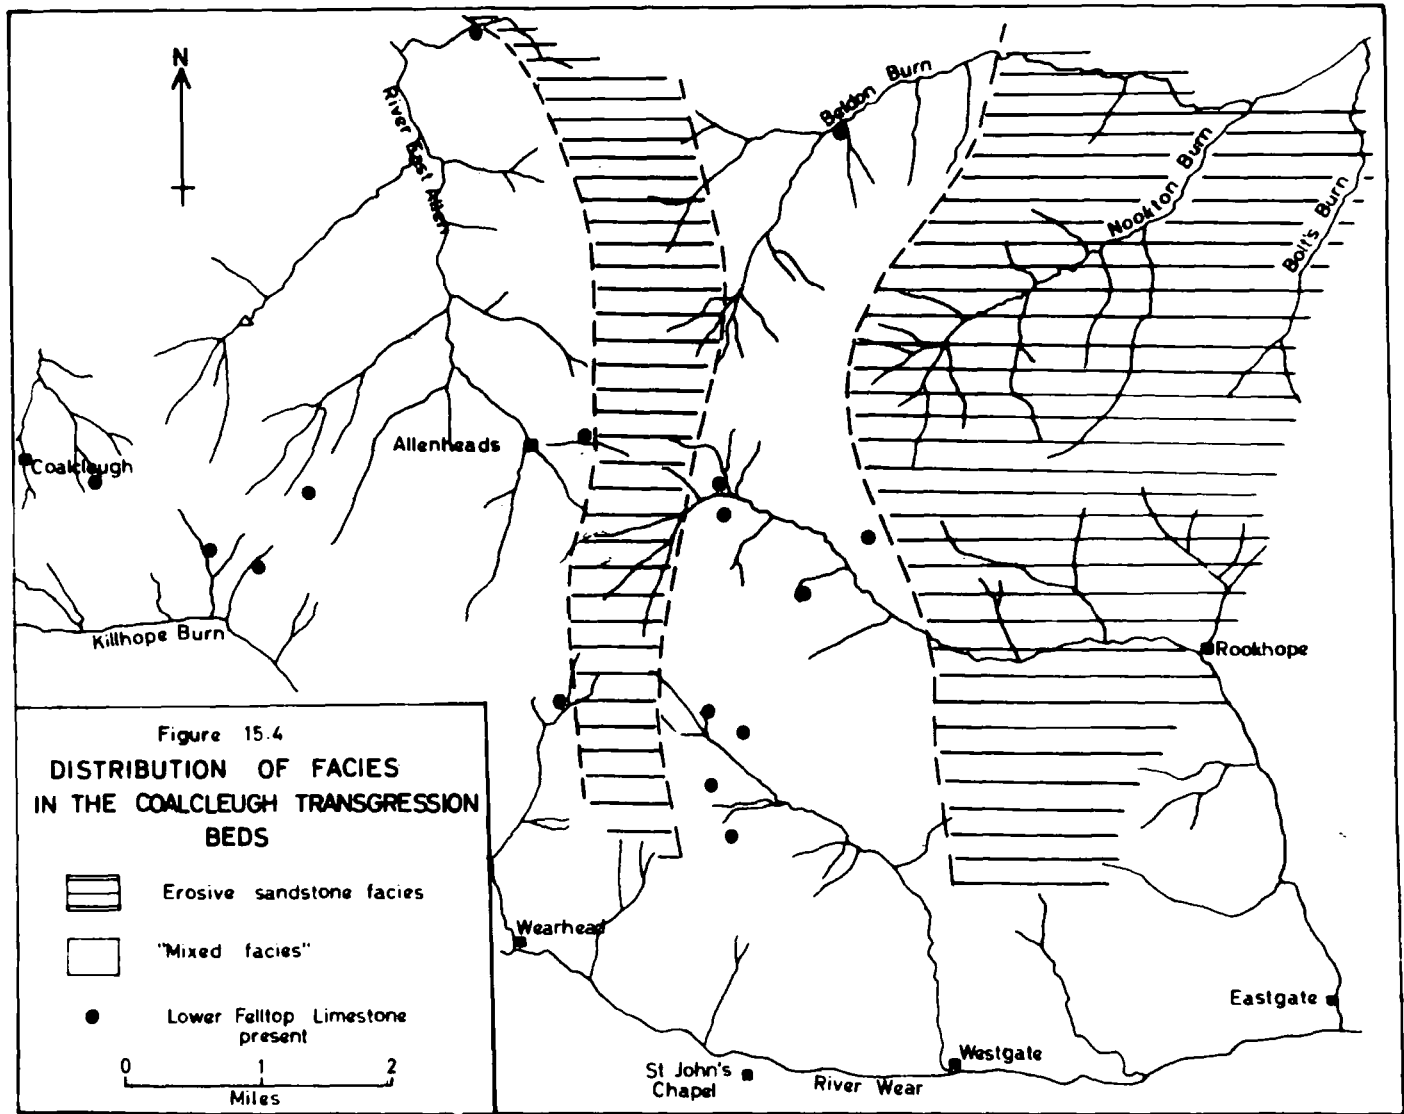 N
River East Allen
Beldon Burn
Nookton Burn
Bolt's Burn
Allenheads
Coalcleugh
Killhope Burn
Rookhope
Wearhead
Eastgate
Westgate
St John's
Chapel
River Wear
Figure 15.4
DISTRIBUTION OF FACIES
IN THE COALCLEUGH TRANSGRESSION
BEDS
Erosive sandstone facies
"Mixed facies"
Lower Felltop Limestone
present
0 1 2
Miles